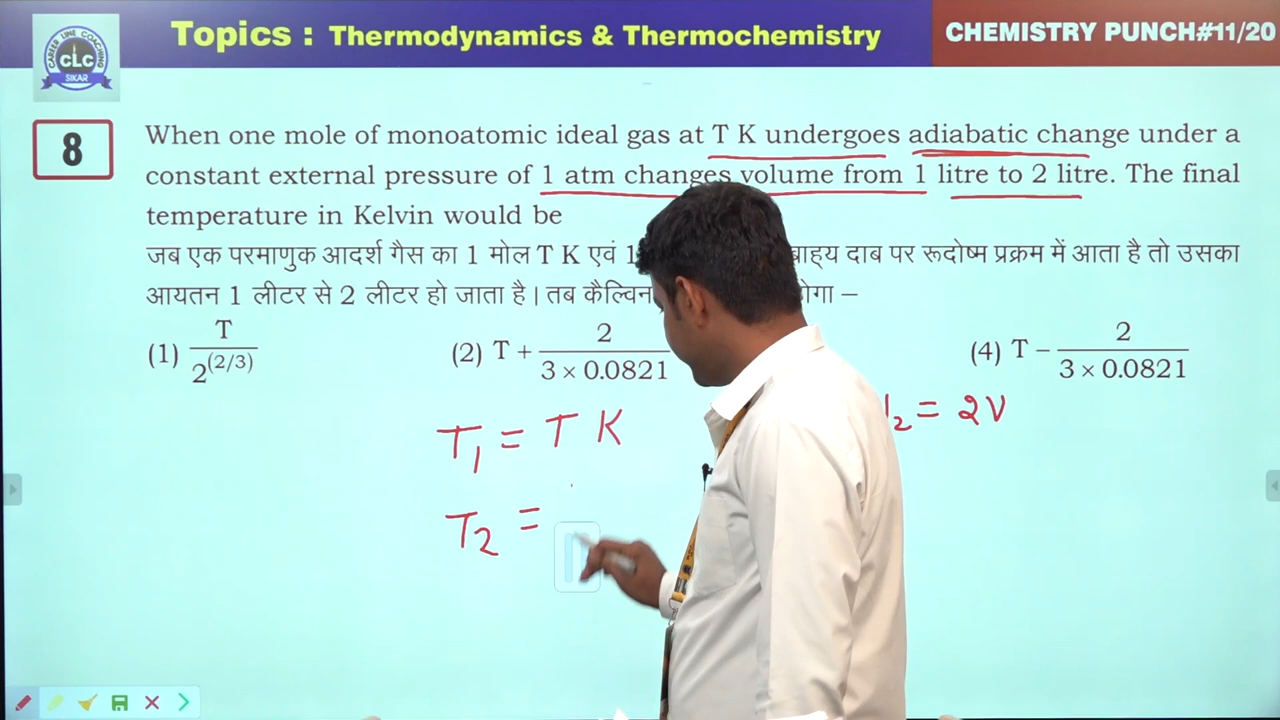 CAREER LINE COACHING
CLC
SIKAR
Topics : Thermodynamics & Thermochemistry
CHEMISTRY PUNCH#11/20
8
When one mole of monoatomic ideal gas at T K undergoes adiabatic change under a
constant external pressure of 1 atm changes volume from 1 litre to 2 litre. The final
temperature in Kelvin would be
जब एक परमाणुक आदर्श गैस का 1 मोल T K एवं 1 बाह्य दाब पर रूदोष्म प्रक्रम में आता है तो उसका
आयतन 1 लीटर से 2 लीटर हो जाता है। तब कैल्विन होगा –
(1) T / 2^(2/3)
(2) T + 2 / 3 × 0.0821
(4) T − 2 / 3 × 0.0821
T₁ = T K
₂ = 2V
T₂ =